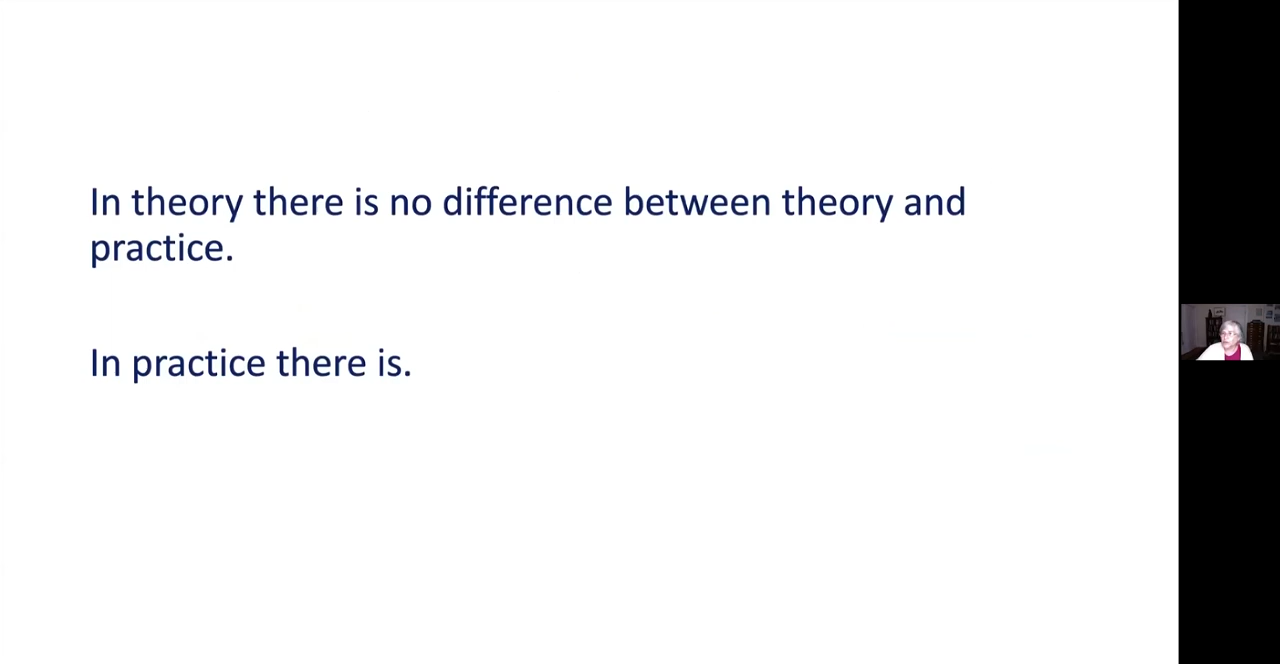 In theory there is no difference between theory and
practice.
In practice there is.